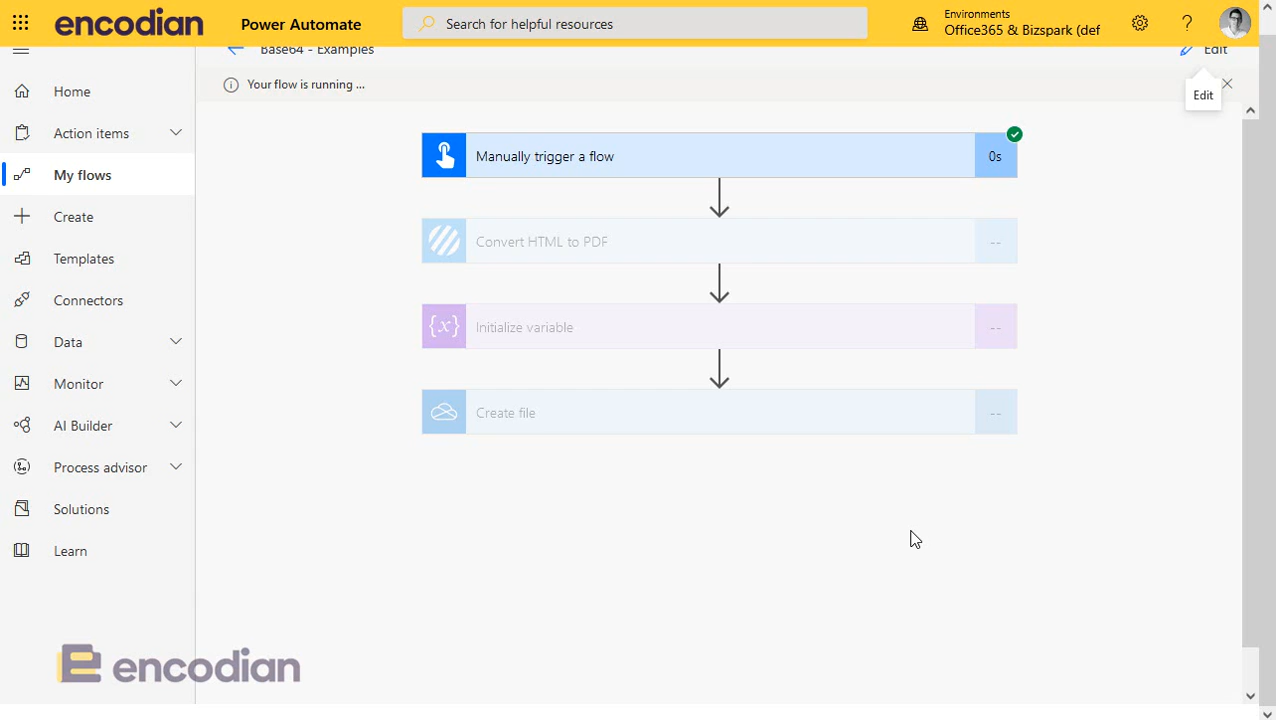 encodian
Power Automate
Search for helpful resources
Environments
Office365 & Bizspark (def
Base64 - Examples
Edit
Your flow is running ...
Edit
Home
Action items
My flows
Create
Templates
Connectors
Data
Monitor
AI Builder
Process advisor
Solutions
Learn
Manually trigger a flow
0s
Convert HTML to PDF
--
{x}
Initialize variable
--
Create file
--
encodian